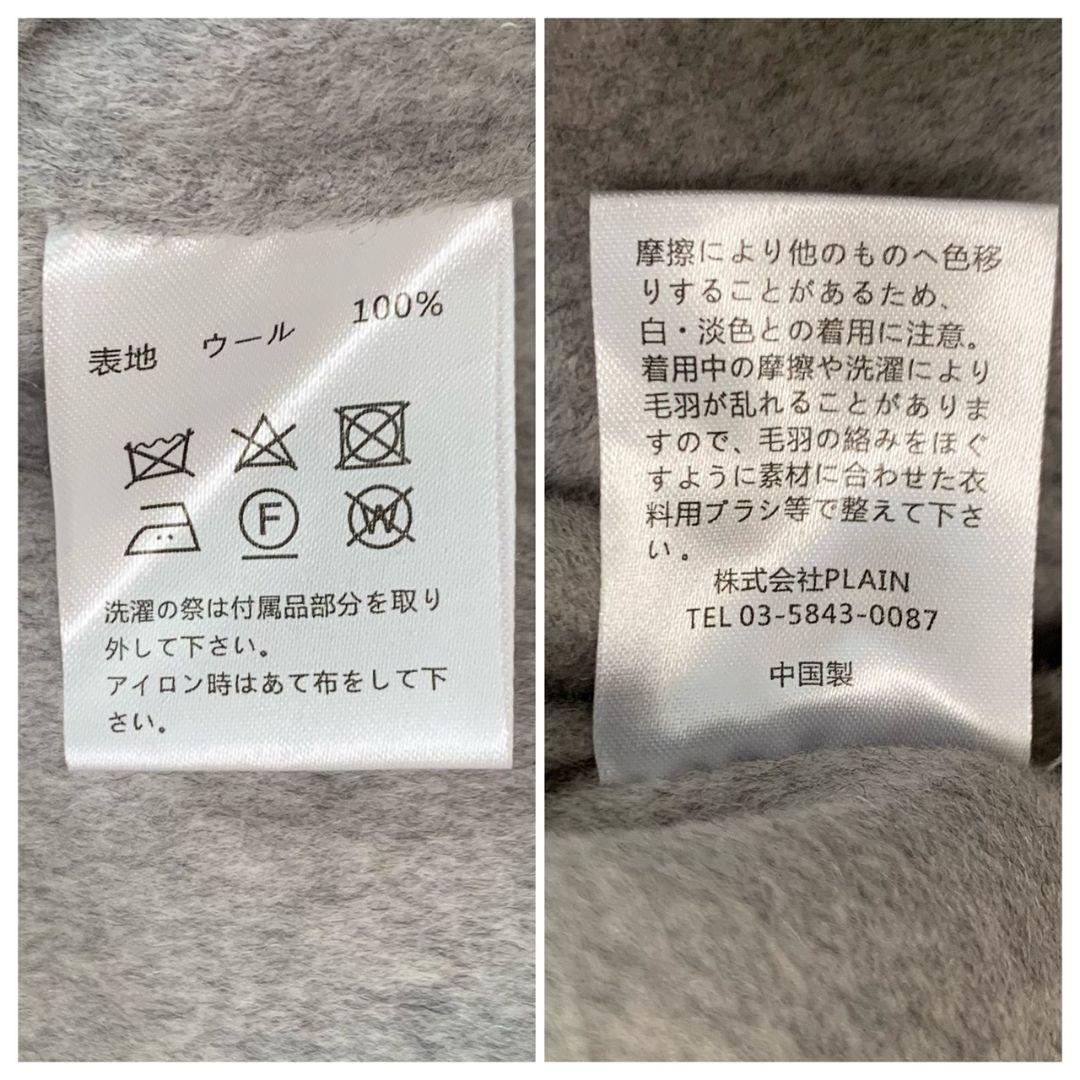 表地 ウール 100%
F
W
洗濯の祭は付属品部分を取り
外して下さい。
アイロン時はあて布をして下
さい。
摩擦により他のものへ色移
りすることがあるため、
白・淡色との着用に注意。
着用中の摩擦や洗濯により
毛羽が乱れることがありま
すので、毛羽の絡みをほぐ
すように素材に合わせた衣
料用ブラシ等で整えて下さ
い。
株式会社PLAIN
TEL 03-5843-0087
中国製